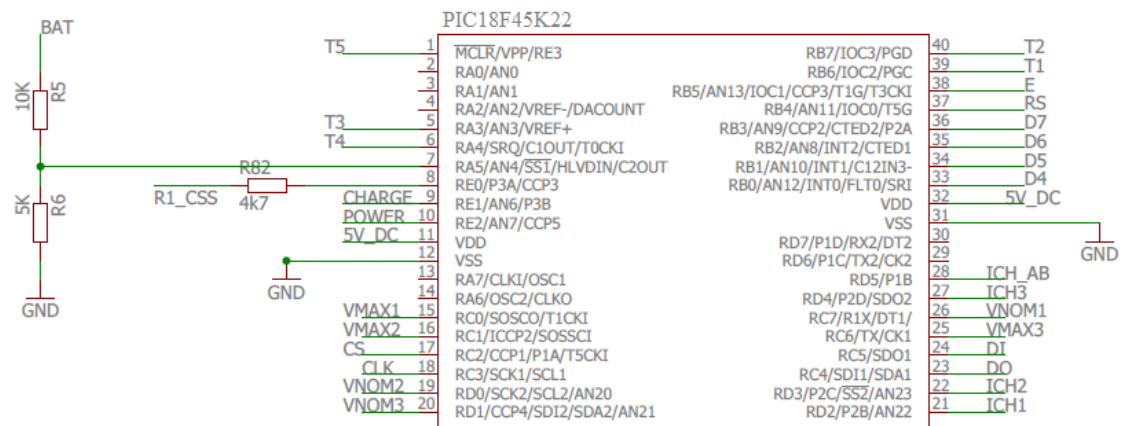 PIC18F45K22
BAT
10K R5
5K R6
GND
R82
R1_CSS 4k7
GND
T5 1 MCLR/VPP/RE3
2 RA0/AN0
3 RA1/AN1
4 RA2/AN2/VREF-/DACOUNT
T3 5 RA3/AN3/VREF+
T4 6 RA4/SRQ/C1OUT/T0CKI
7 RA5/AN4/SS1/HLVDIN/C2OUT
8 RE0/P3A/CCP3
CHARGE 9 RE1/AN6/P3B
POWER 10 RE2/AN7/CCP5
5V_DC 11 VDD
12 VSS
13 RA7/CLKI/OSC1
14 RA6/OSC2/CLKO
VMAX1 15 RC0/SOSCO/T1CKI
VMAX2 16 RC1/ICCP2/SOSSCI
CS 17 RC2/CCP1/P1A/T5CKI
CLK 18 RC3/SCK1/SCL1
VNOM2 19 RD0/SCK2/SCL2/AN20
VNOM3 20 RD1/CCP4/SDI2/SDA2/AN21
RB7/IOC3/PGD 40 T2
RB6/IOC2/PGC 39 T1
RB5/AN13/IOC1/CCP3/T1G/T3CKI 38 E
RB4/AN11/IOC0/T5G 37 RS
RB3/AN9/CCP2/CTED2/P2A 36 D7
RB2/AN8/INT2/CTED1 35 D6
RB1/AN10/INT1/C12IN3- 34 D5
RB0/AN12/INT0/FLT0/SRI 33 D4
VDD 32 5V_DC
VSS 31
GND
RD7/P1D/RX2/DT2 30
RD6/P1C/TX2/CK2 29
RD5/P1B 28 ICH_AB
RD4/P2D/SDO2 27 ICH3
RC7/R1X/DT1/ 26 VNOM1
RC6/TX/CK1 25 VMAX3
RC5/SDO1 24 DI
RC4/SDI1/SDA1 23 DO
RD3/P2C/SS2/AN23 22 ICH2
RD2/P2B/AN22 21 ICH1